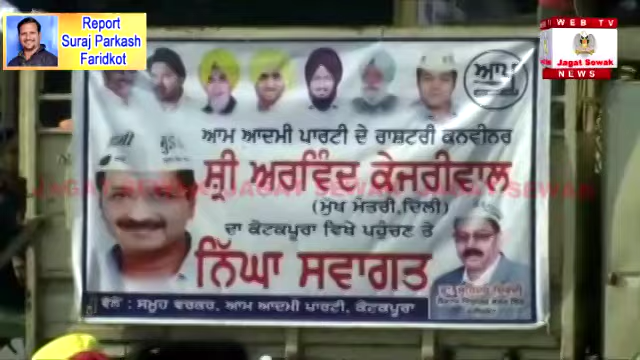 Report
Suraj Parkash
Faridkot
WEB TV
Jagat Sewak
NEWS
ਆਪ
ਆਮ ਆਦਮੀ ਪਾਰਟੀ ਦੇ ਰਾਸ਼ਟਰੀ ਕਨਵੀਨਰ
ਸ਼੍ਰੀ ਅਰਵਿੰਦ ਕੇਜਰੀਵਾਲ
(ਮੁਖ ਮੰਤਰੀ,ਦਿਲੀ)
ਦਾ ਕੋਟਕਪੂਰਾ ਵਿਖੇ ਪਹੁੰਚਣ ਤੇ
ਨਿੱਘਾ ਸਵਾਗਤ
ਵੱਲੋਂ : ਸਮੂਹ ਵਰਕਰ, ਆਮ ਆਦਮੀ ਪਾਰਟੀ, ਕੋਟਕਪੂਰਾ